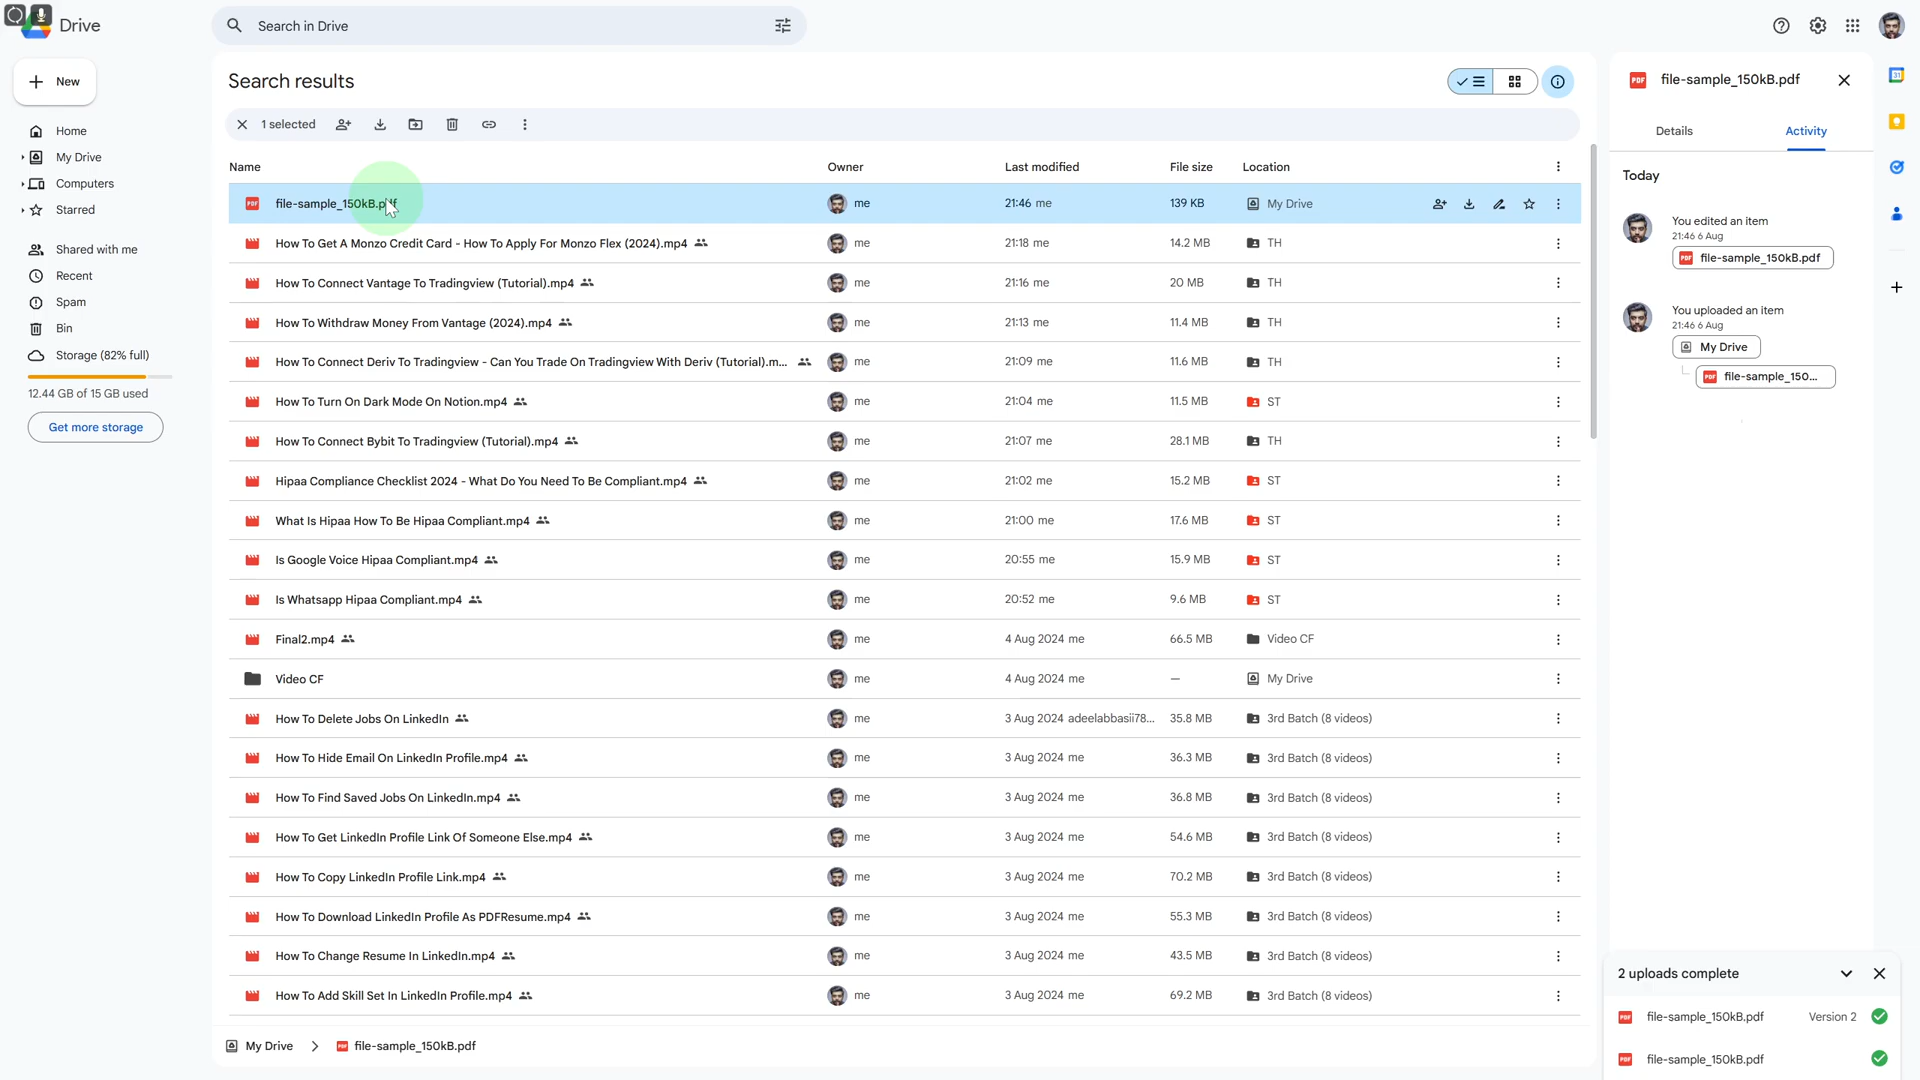 Drive
Search in Drive
New
Home
My Drive
Computers
Starred
Shared with me
Recent
Spam
Bin
Storage (82% full)
12.44 GB of 15 GB used
Get more storage
Search results
1 selected
Name Owner Last modified File size Location
PDF file-sample_150kB.pdf me 21:46 me 139 KB My Drive
How To Get A Monzo Credit Card - How To Apply For Monzo Flex (2024).mp4 me 21:18 me 14.2 MB TH
How To Connect Vantage To Tradingview (Tutorial).mp4 me 21:16 me 20 MB TH
How To Withdraw Money From Vantage (2024).mp4 me 21:13 me 11.4 MB TH
How To Connect Deriv To Tradingview - Can You Trade On Tradingview With Deriv (Tutorial).m... me 21:09 me 11.6 MB TH
How To Turn On Dark Mode On Notion.mp4 me 21:04 me 11.5 MB ST
How To Connect Bybit To Tradingview (Tutorial).mp4 me 21:07 me 28.1 MB TH
Hipaa Compliance Checklist 2024 - What Do You Need To Be Compliant.mp4 me 21:02 me 15.2 MB ST
What Is Hipaa How To Be Hipaa Compliant.mp4 me 21:00 me 17.6 MB ST
Is Google Voice Hipaa Compliant.mp4 me 20:55 me 15.9 MB ST
Is Whatsapp Hipaa Compliant.mp4 me 20:52 me 9.6 MB ST
Final2.mp4 me 4 Aug 2024 me 66.5 MB Video CF
Video CF me 4 Aug 2024 me — My Drive
How To Delete Jobs On LinkedIn me 3 Aug 2024 adeelabbasii78... 35.8 MB 3rd Batch (8 videos)
How To Hide Email On LinkedIn Profile.mp4 me 3 Aug 2024 me 36.3 MB 3rd Batch (8 videos)
How To Find Saved Jobs On LinkedIn.mp4 me 3 Aug 2024 me 36.8 MB 3rd Batch (8 videos)
How To Get LinkedIn Profile Link Of Someone Else.mp4 me 3 Aug 2024 me 54.6 MB 3rd Batch (8 videos)
How To Copy LinkedIn Profile Link.mp4 me 3 Aug 2024 me 70.2 MB 3rd Batch (8 videos)
How To Download LinkedIn Profile As PDFResume.mp4 me 3 Aug 2024 me 55.3 MB 3rd Batch (8 videos)
How To Change Resume In LinkedIn.mp4 me 3 Aug 2024 me 43.5 MB 3rd Batch (8 videos)
How To Add Skill Set In LinkedIn Profile.mp4 me 3 Aug 2024 me 69.2 MB 3rd Batch (8 videos)
My Drive PDF file-sample_150kB.pdf
PDF file-sample_150kB.pdf
Details Activity
Today
You edited an item
21:46 6 Aug
PDF file-sample_150kB.pdf
You uploaded an item
21:46 6 Aug
My Drive
PDF file-sample_150...
31
2 uploads complete
PDF file-sample_150kB.pdf Version 2
PDF file-sample_150kB.pdf